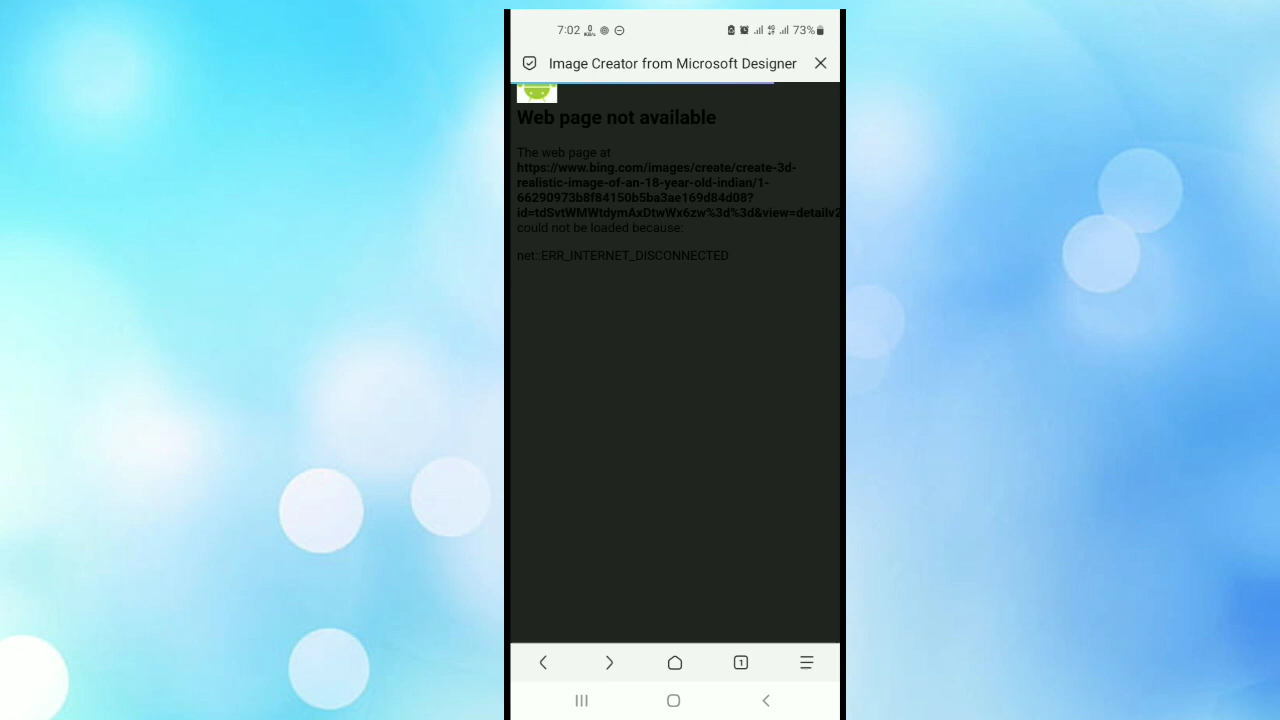 7:02 73%
Image Creator from Microsoft Designer
Web page not available
The web page at
https://www.bing.com/images/create/create-3d-
realistic-image-of-an-18-year-old-indian/1-
66290973b8f84150b5ba3ae169d84d08?
id=tdSvtWMWtdymAxDtwWx6zw%3d%3d&view=detailv2
could not be loaded because:
net::ERR_INTERNET_DISCONNECTED
1